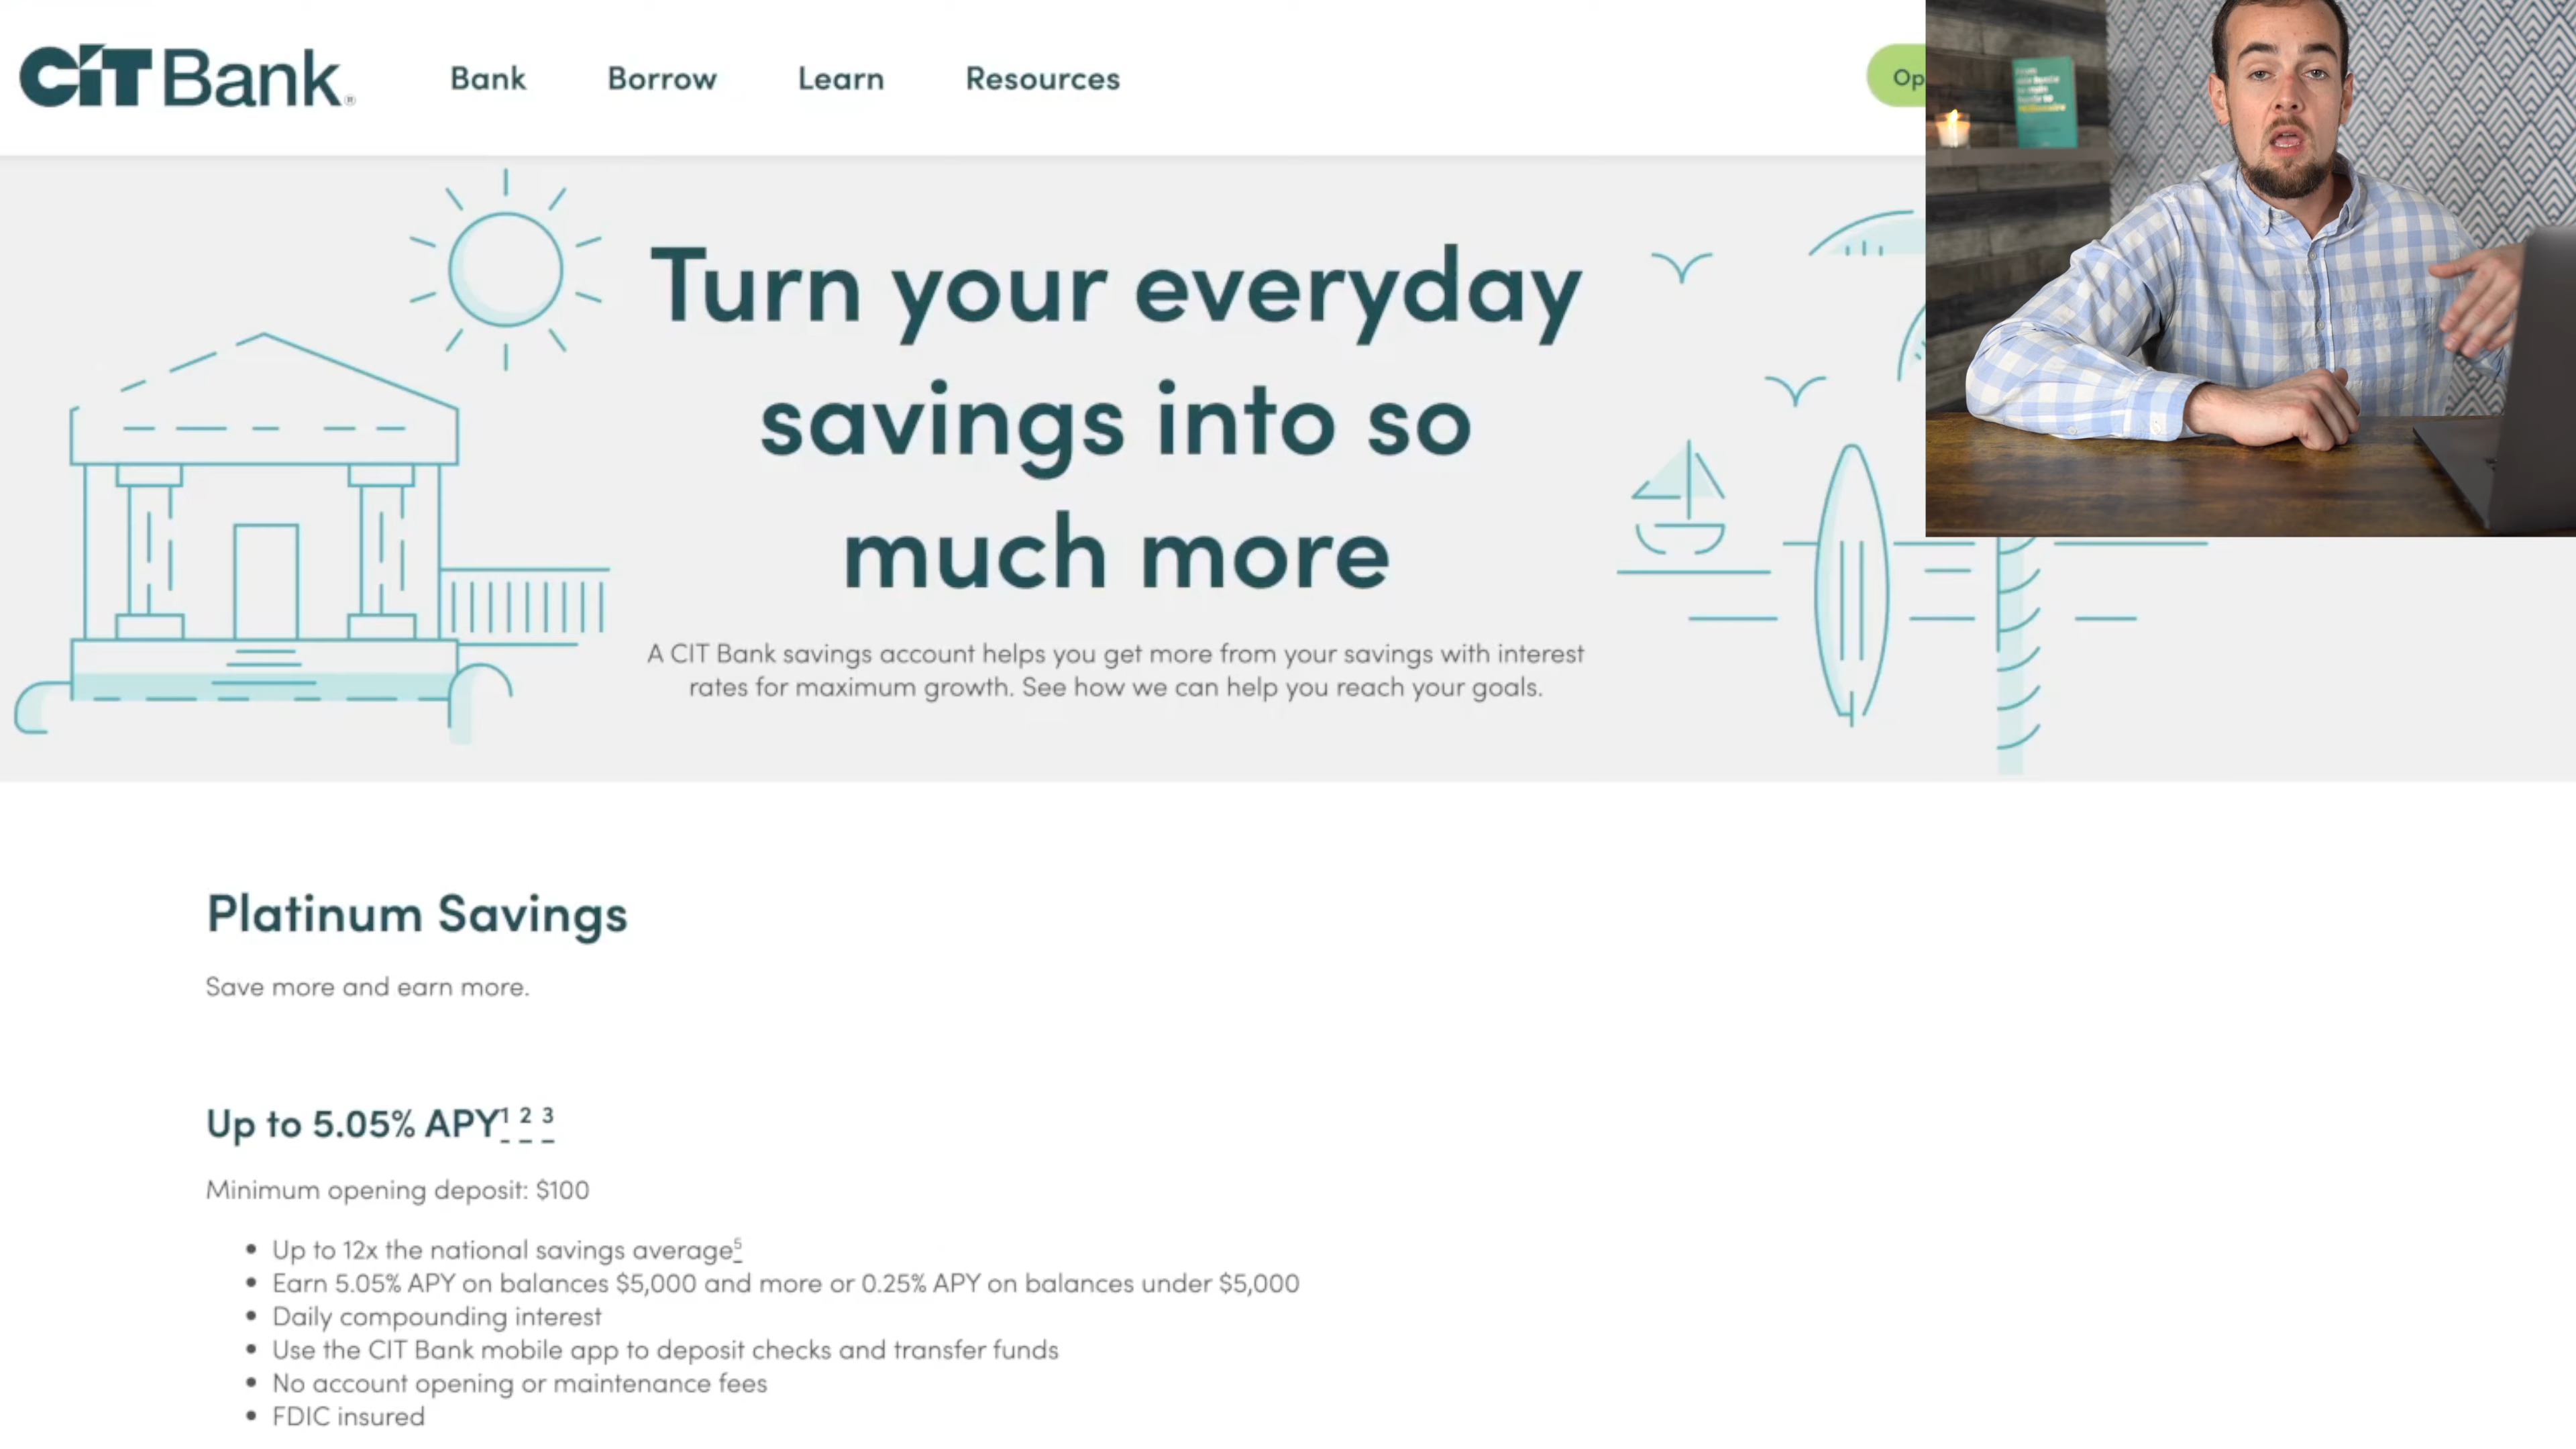 CiT Bank®
Bank
Borrow
Learn
Resources
Op
Turn your everyday
savings into so
much more
A CIT Bank savings account helps you get more from your savings with interest
rates for maximum growth. See how we can help you reach your goals.
Platinum Savings
Save more and earn more.
Up to 5.05% APY1 2 3
Minimum opening deposit: $100
• Up to 12x the national savings average5
• Earn 5.05% APY on balances $5,000 and more or 0.25% APY on balances under $5,000
• Daily compounding interest
• Use the CIT Bank mobile app to deposit checks and transfer funds
• No account opening or maintenance fees
• FDIC insured